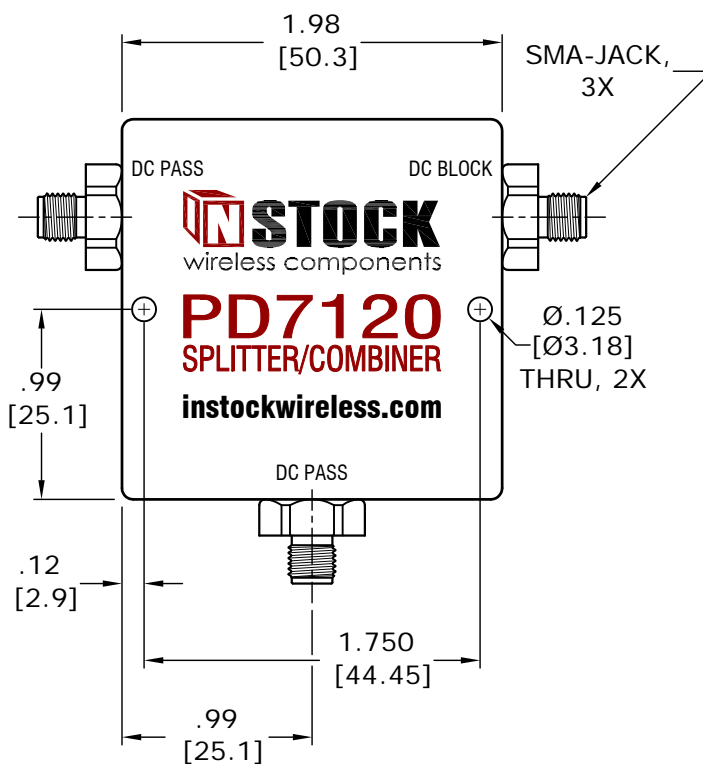 1.98
[50.3]
SMA-JACK,
3X
DC PASS
DC BLOCK
INSTOCK
wireless components
PD7120
SPLITTER/COMBINER
instockwireless.com
Ø.125
[Ø3.18]
THRU, 2X
.99
[25.1]
DC PASS
.12
[2.9]
1.750
[44.45]
.99
[25.1]